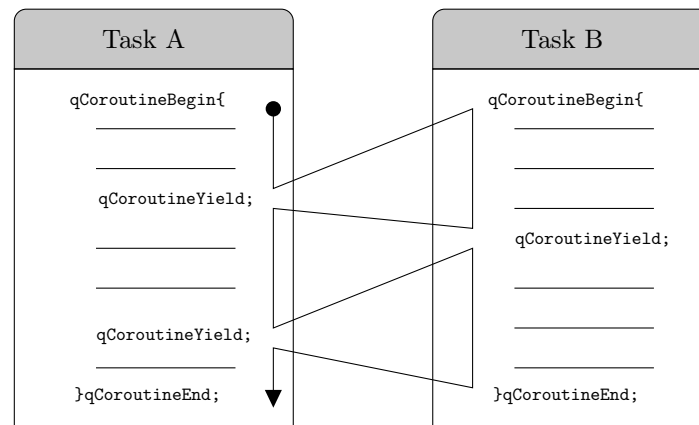 Task A
qCoroutineBegin{
qCoroutineYield;
qCoroutineYield;
}qCoroutineEnd;
Task B
qCoroutineBegin{
qCoroutineYield;
}qCoroutineEnd;